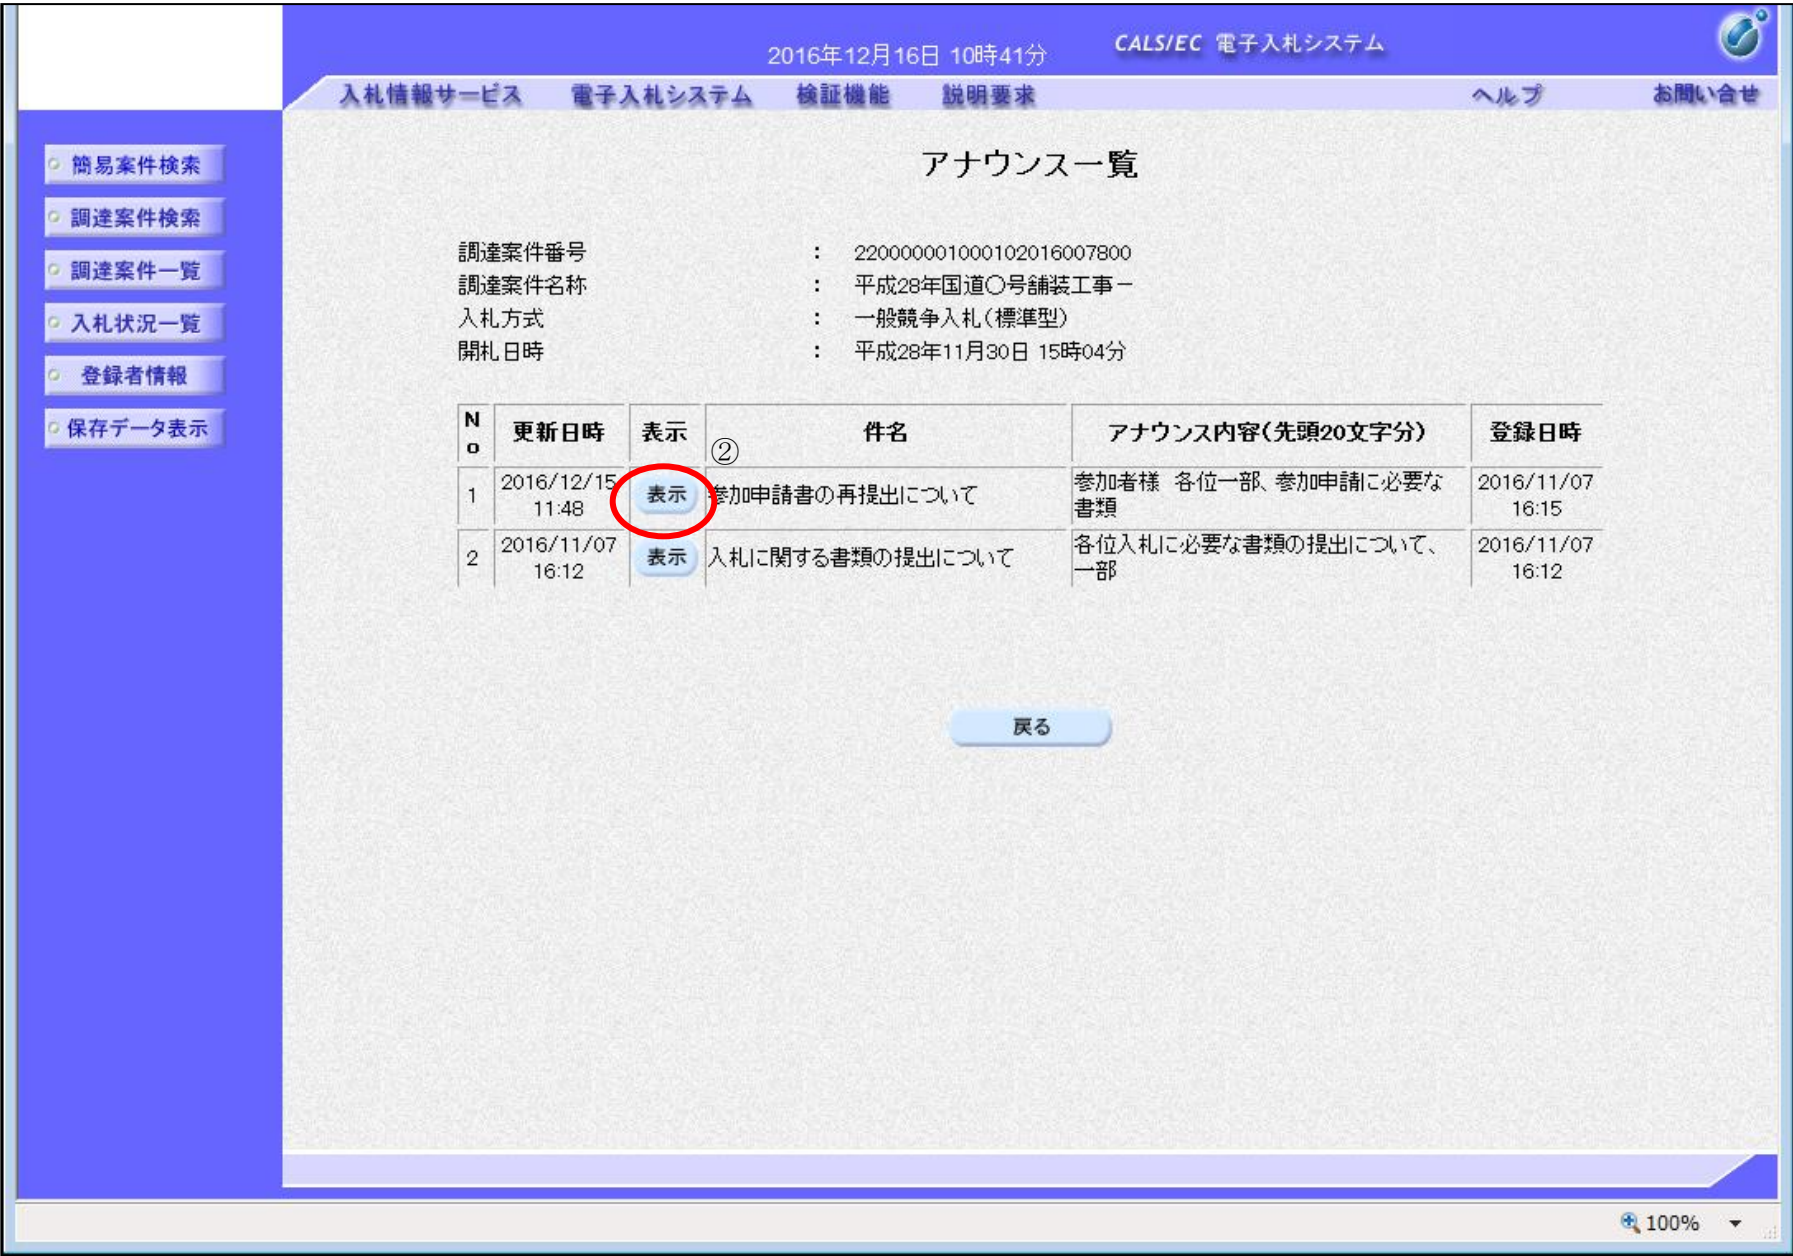 2016年12月16日 10時41分
CALS/EC 電子入札システム
入札情報サービス 電子入札システム 検証機能 説明要求 ヘルプ お問い合せ
簡易案件検索
調達案件検索
調達案件一覧
入札状況一覧
登録者情報
保存データ表示
アナウンス一覧
調達案件番号 : 220000001000102016007800
調達案件名称 : 平成28年国道○号舗装工事－
入札方式 : 一般競争入札(標準型)
開札日時 : 平成28年11月30日 15時04分
No 更新日時 表示 件名 アナウンス内容(先頭20文字分) 登録日時
②
1 2016/12/15 11:48 表示 参加申請書の再提出について 参加者様 各位一部、参加申請に必要な書類 2016/11/07 16:15
2 2016/11/07 16:12 表示 入札に関する書類の提出について 各位入札に必要な書類の提出について、一部 2016/11/07 16:12
戻る
100%